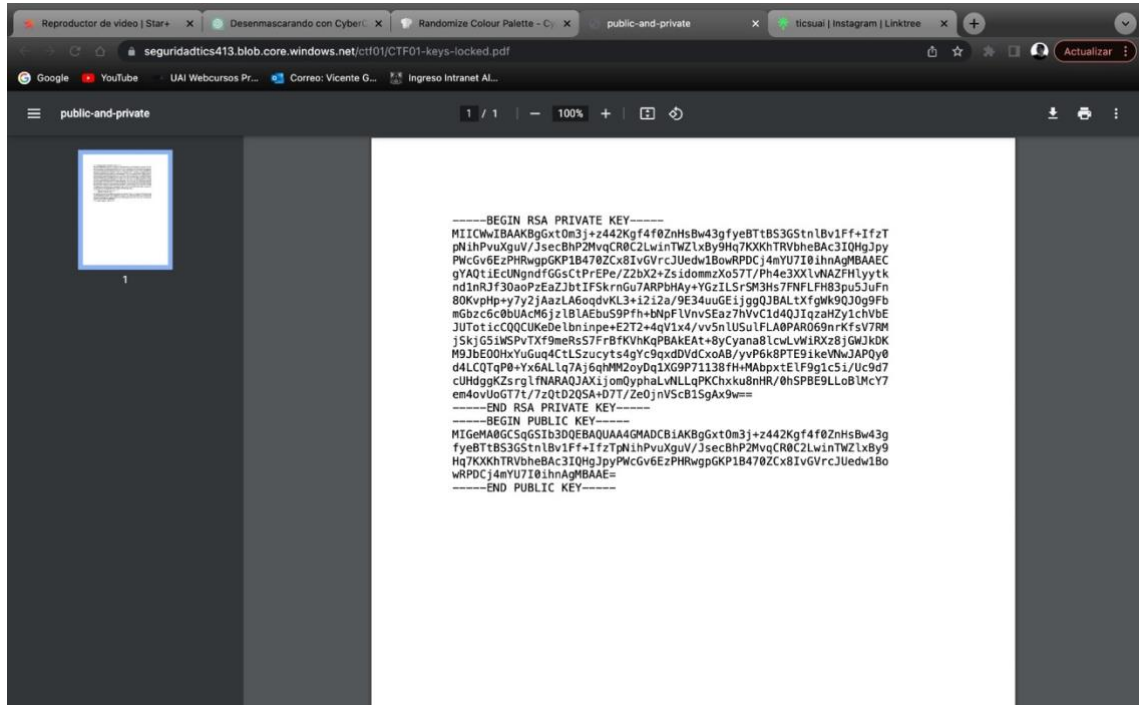 Reproductor de video | Star+
Desenmascarando con Cyber
Randomize Colour Palette - Cy
public-and-private
ticsuai | Instagram | Linktree
seguridadtics413.blob.core.windows.net/ctf01/CTF01-keys-locked.pdf
Actualizar
Google
YouTube
UAI Webcursos Pr...
Correo: Vicente G...
Ingreso Intranet Al...
public-and-private
1 / 1
100%
1
-----BEGIN RSA PRIVATE KEY-----
MIICWwIBAAKBgGxtOm3j+z442Kgf4f0ZnHsBw43gfyeBTtBS3GStnlBv1Ff+IfzT
pNihPvuXguV/JsecBhP2MvqCR0C2LwinTWZlxBy9Hq7KXKhTRVbheBAc3IQHgJpy
PWcGv6EzPHRwgpGKP1B470ZCx8IvGVrcJUedw1BowRPDCj4mYU7I0ihnAgMBAAEC
gYAQtiEcUNgndfGGsCtPrEPe/Z2bX2+ZsidommzXo57T/Ph4e3XXlvNAZFHlyytk
nd1nRJf3OaoPzEaZJbtIFSkrnGu7ARPbHAy+YGzILSrSM3Hs7FNFLFH83pu5JuFn
8OKvpHp+y7y2jAazLA6oqdvKL3+i2i2a/9E34uuGEijggQJBALtXfgWk9QJOg9Fb
mGbzc6c0bUAcM6jzlBlAEbuS9Pfh+bNpFlVnvSEaz7hVvC1d4QJIqzaHZy1chVbE
JUToticCQQCUKeDelbninpe+E2T2+4qV1x4/vv5nlUSulFLA0PARO69nrKfsV7RM
jSkjG5iWSPvTXf9meRsS7FrBfKVhKqPBAkEAt+8yCyana8lcwLvWiRXz8jGWJkDK
M9JbEOOHxYuGuq4CtLSzucyts4gYc9qxdDVdCxoAB/yvP6k8PTE9ikeVNwJAPQy0
d4LCQTqP0+Yx6ALlq7Aj6qhMM2oyDq1XG9P71138fH+MAbpxtElF9g1c5i/Uc9d7
cUHdggKZsrglfNARAQJAXijomQyphaLvNLLqPKChxku8nHR/0hSPBE9LLoBlMcY7
em4ovUoGT7t/7zQtD2QSA+D7T/ZeOjnVScB1SgAx9w==
-----END RSA PRIVATE KEY-----
-----BEGIN PUBLIC KEY-----
MIGeMA0GCSqGSIb3DQEBAQUAA4GMADCBiAKBgGxtOm3j+z442Kgf4f0ZnHsBw43g
fyeBTtBS3GStnlBv1Ff+IfzTpNihPvuXguV/JsecBhP2MvqCR0C2LwinTWZlxBy9
Hq7KXKhTRVbheBAc3IQHgJpyPWcGv6EzPHRwgpGKP1B470ZCx8IvGVrcJUedw1Bo
wRPDCj4mYU7I0ihnAgMBAAE=
-----END PUBLIC KEY-----